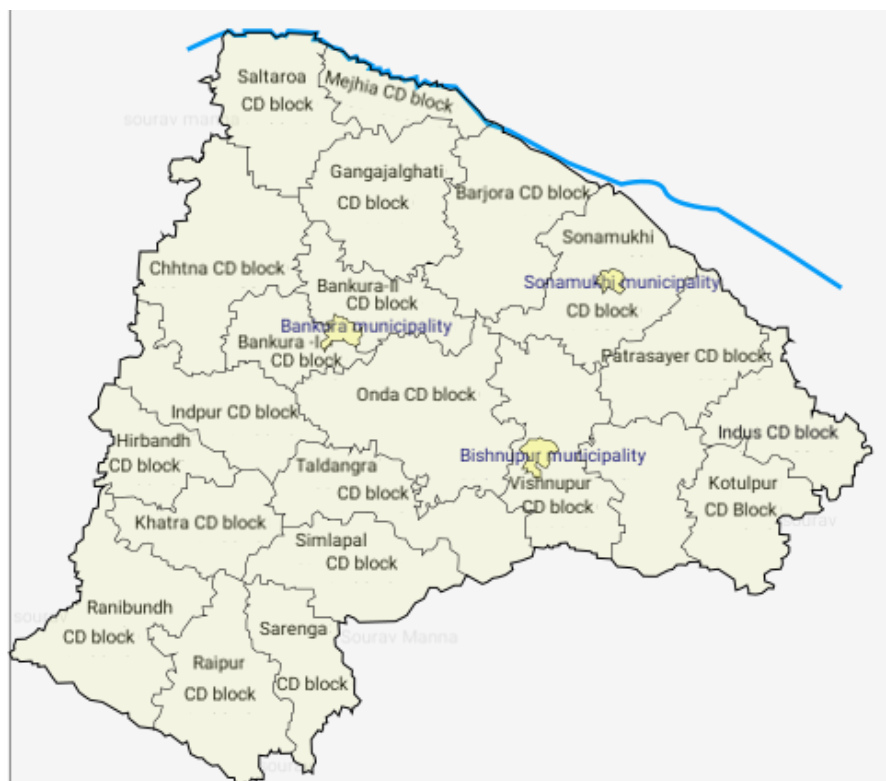 Saltaroa
CD block
Mejhia CD block
sourav manna
Gangajalghati
CD block
Barjora CD block
Sonamukhi
Chhtna CD block
Bankura-II
CD block
Sonamukhi municipality
CD block
Bankura municipality
Bankura -I
CD block
Patrasayer CD block
Onda CD block
Indpur CD block
Indus CD block
Hirbandh
CD block
Bishnupur municipality
Taldangra
CD block
Vishnupur
CD block
Kotulpur
CD Block
sourav
Khatra CD block
Simlapal
CD block
Ranibundh
CD block
sourav
Sarenga
CD block
Sourav Manna
Raipur
CD block